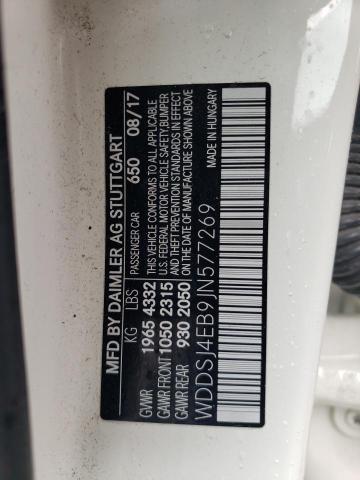 MFD BY DAIMLER AG STUTTGART
PASSENGER CAR 650 08/17
KG LBS
GVWR 1965 4332
GAWR FRONT 1050 2315
GAWR REAR 930 2050
THIS VEHICLE CONFORMS TO ALL APPLICABLE
U.S. FEDERAL MOTOR VEHICLE SAFETY,BUMPER
AND THEFT PREVENTION STANDARDS IN EFFECT
ON THE DATE OF MANUFACTURE SHOWN ABOVE
WDDSJ4EB9JN577269
MADE IN HUNGARY